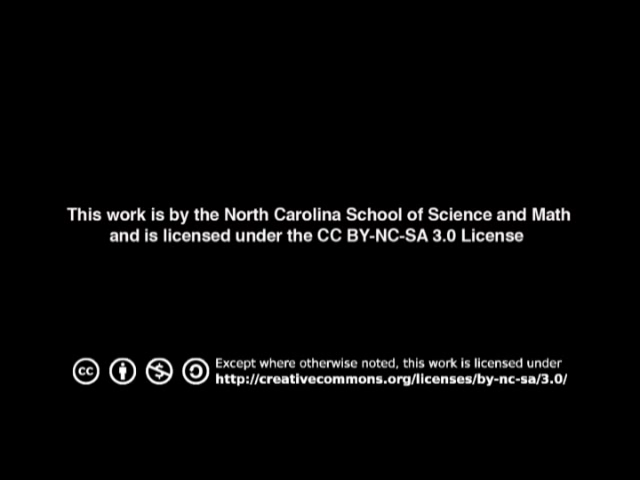 This work is by the North Carolina School of Science and Math
and is licensed under the CC BY-NC-SA 3.0 License
cc
Except where otherwise noted, this work is licensed under
http://creativecommons.org/licenses/by-nc-sa/3.0/